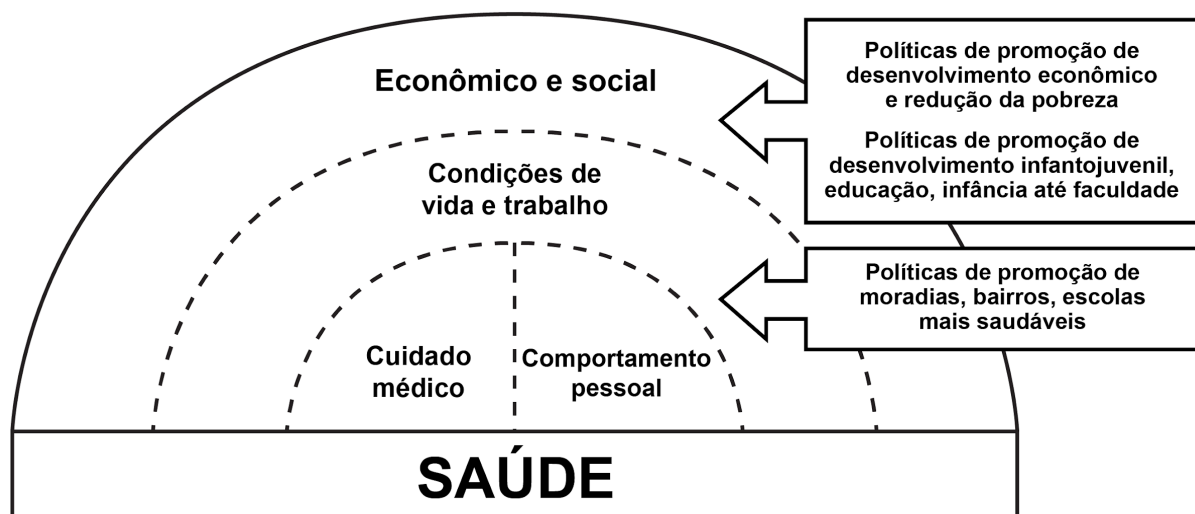 Econômico e social
Condições de
vida e trabalho
Cuidado
médico
Comportamento
pessoal
SAÚDE
Políticas de promoção de
desenvolvimento econômico
e redução da pobreza
Políticas de promoção de
desenvolvimento infantojuvenil,
educação, infância até faculdade
Políticas de promoção de
moradias, bairros, escolas
mais saudáveis